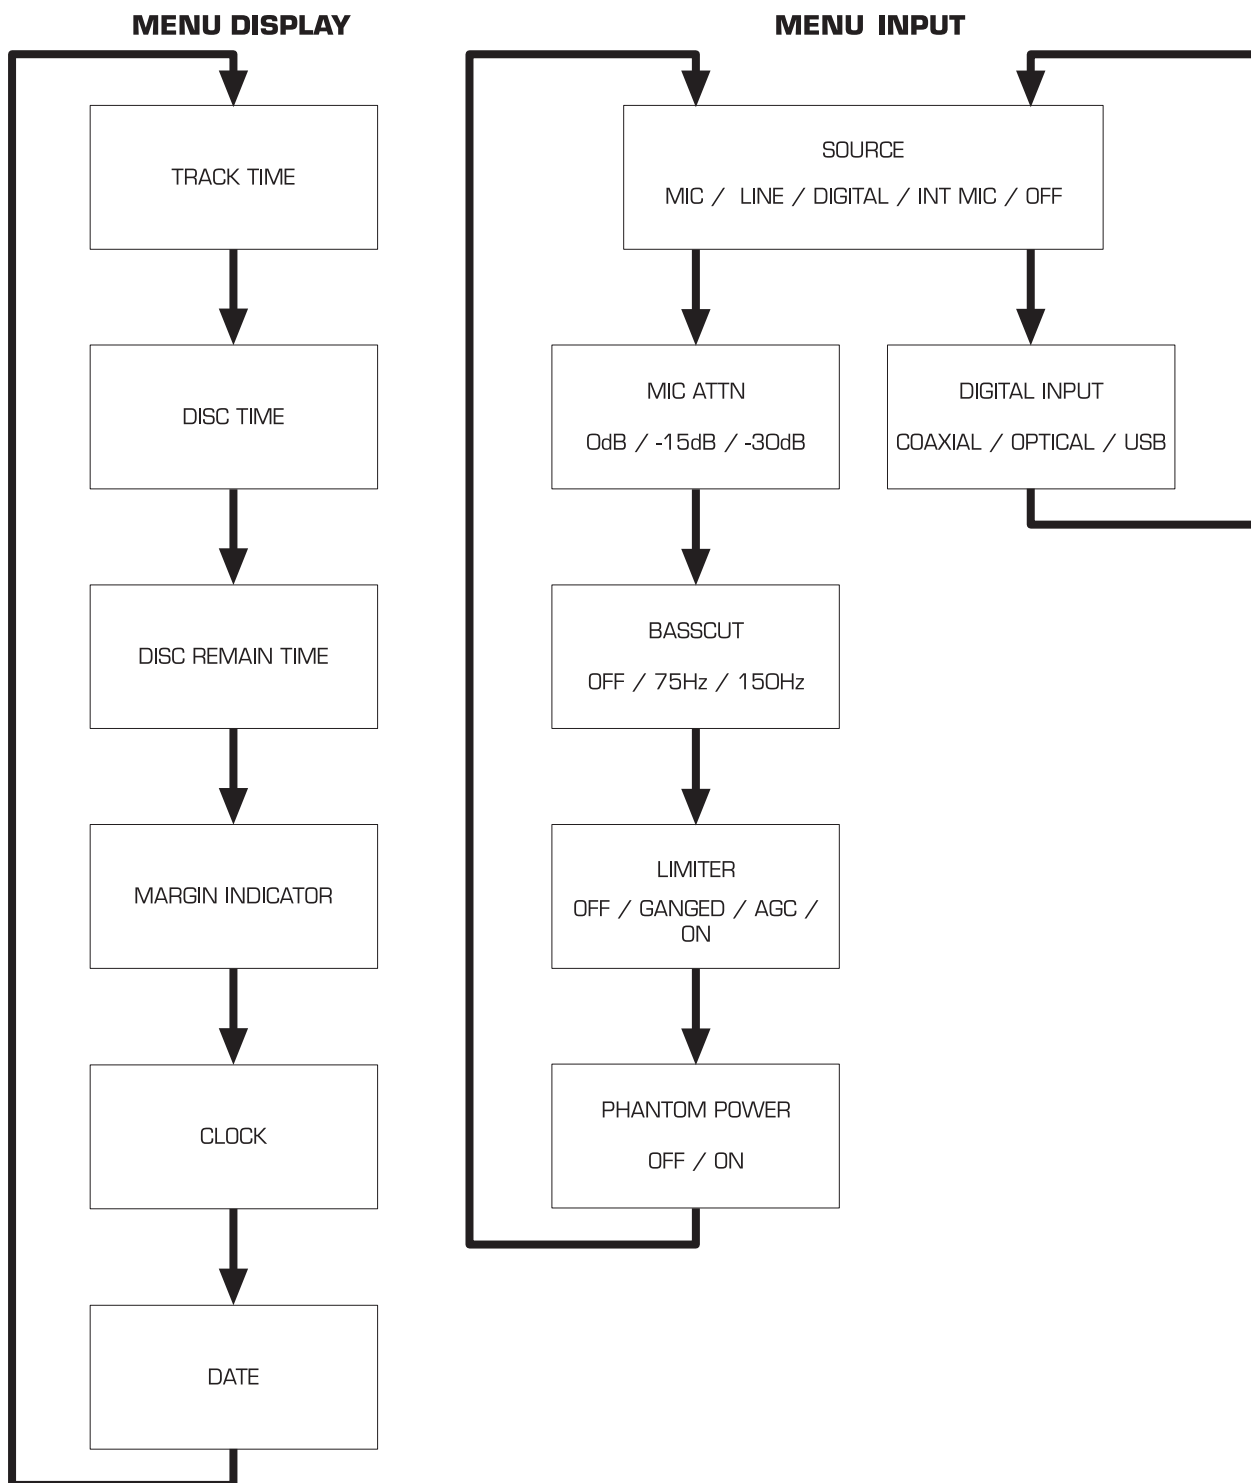 MENU DISPLAY
TRACK TIME
DISC TIME
DISC REMAIN TIME
MARGIN INDICATOR
CLOCK
DATE
MENU INPUT
SOURCE
MIC / LINE / DIGITAL / INT MIC / OFF
MIC ATTN
0dB / -15dB / -30dB
BASSCUT
OFF / 75Hz / 150Hz
LIMITER
OFF / GANGED / AGC /
ON
PHANTOM POWER
OFF / ON
DIGITAL INPUT
COAXIAL / OPTICAL / USB